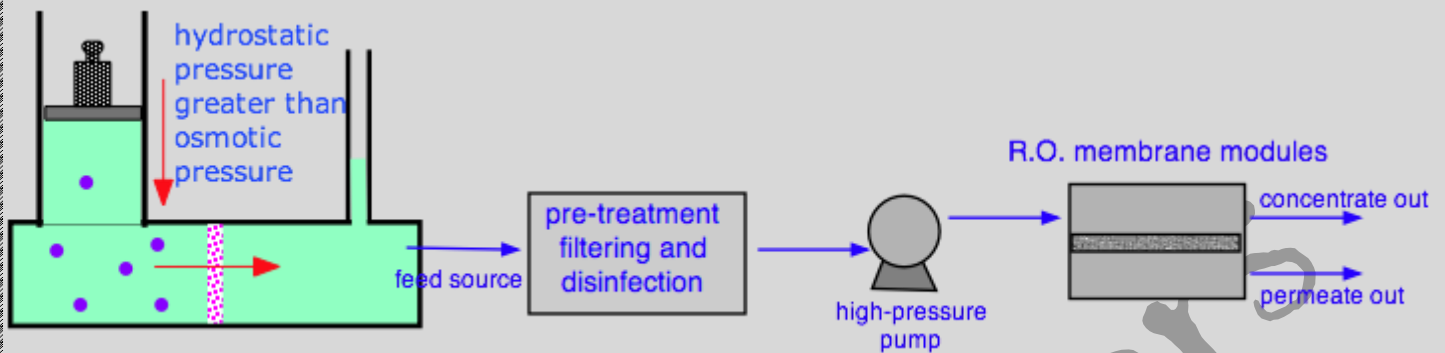 hydrostatic
pressure
greater than
osmotic
pressure
feed source
pre-treatment
filtering and
disinfection
high-pressure
pump
R.O. membrane modules
concentrate out
permeate out